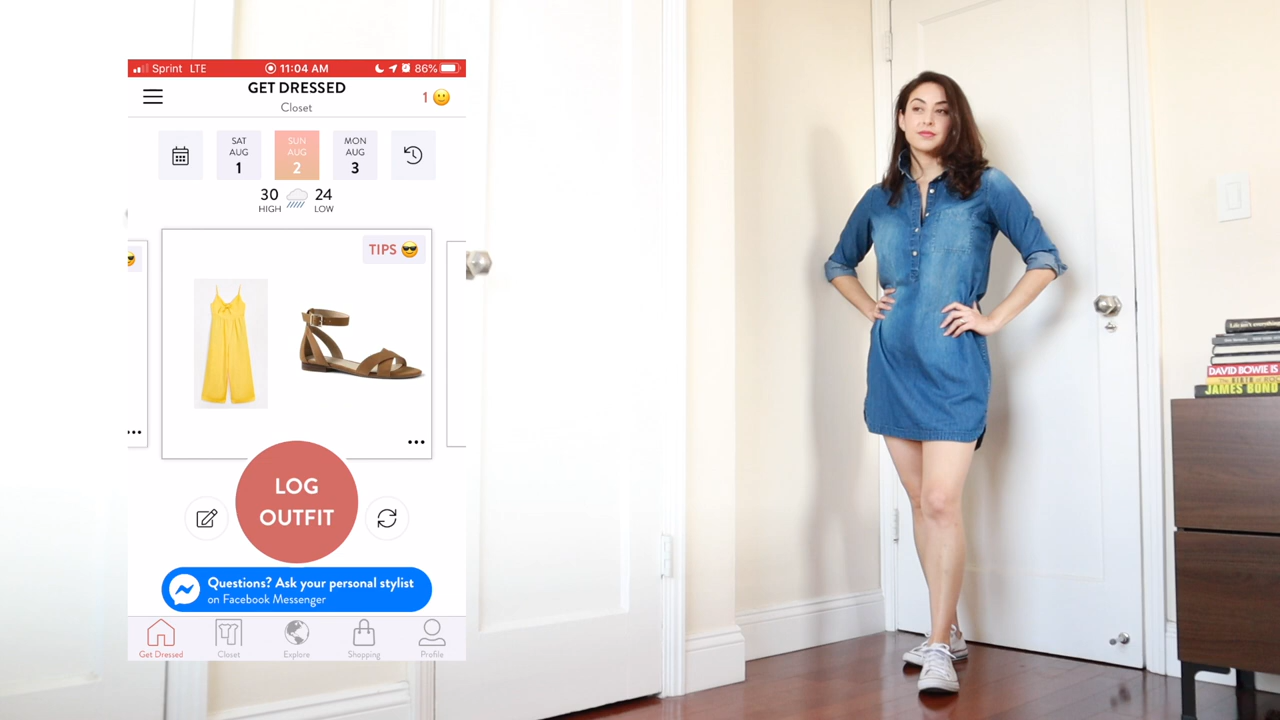 Sprint LTE 11:04 AM 86%
GET DRESSED
Closet
1
SAT AUG 1
SUN AUG 2
MON AUG 3
30 HIGH
24 LOW
TIPS
LOG
OUTFIT
Questions? Ask your personal stylist
on Facebook Messenger
Get Dressed Closet Explore Shopping Profile
DAVID BOWIE IS
JAMES BOND